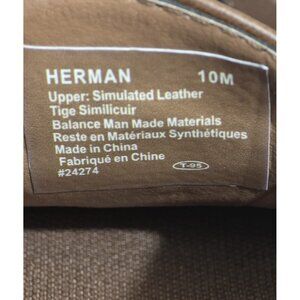 HERMAN 10M
Upper: Simulated Leather
Tige Similicuir
Balance Man Made Materials
Reste en Matériaux Synthétiques
Made in China
Fabriqué en Chine
#24274 T-95